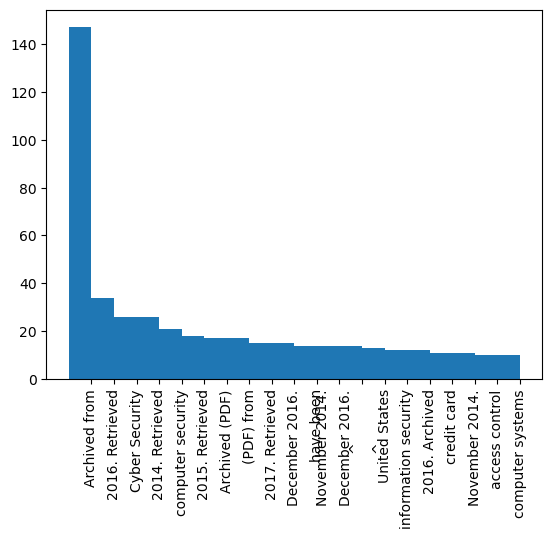 140
120
100
80
60
40
20
0
Archived from
2016. Retrieved
Cyber Security
2014. Retrieved
computer security
2015. Retrieved
Archived (PDF)
(PDF) from
2017. Retrieved
December 2016.
have been
November 2014.
^
December 2016.
^
United States
information security
2016. Archived
credit card
November 2014.
access control
computer systems